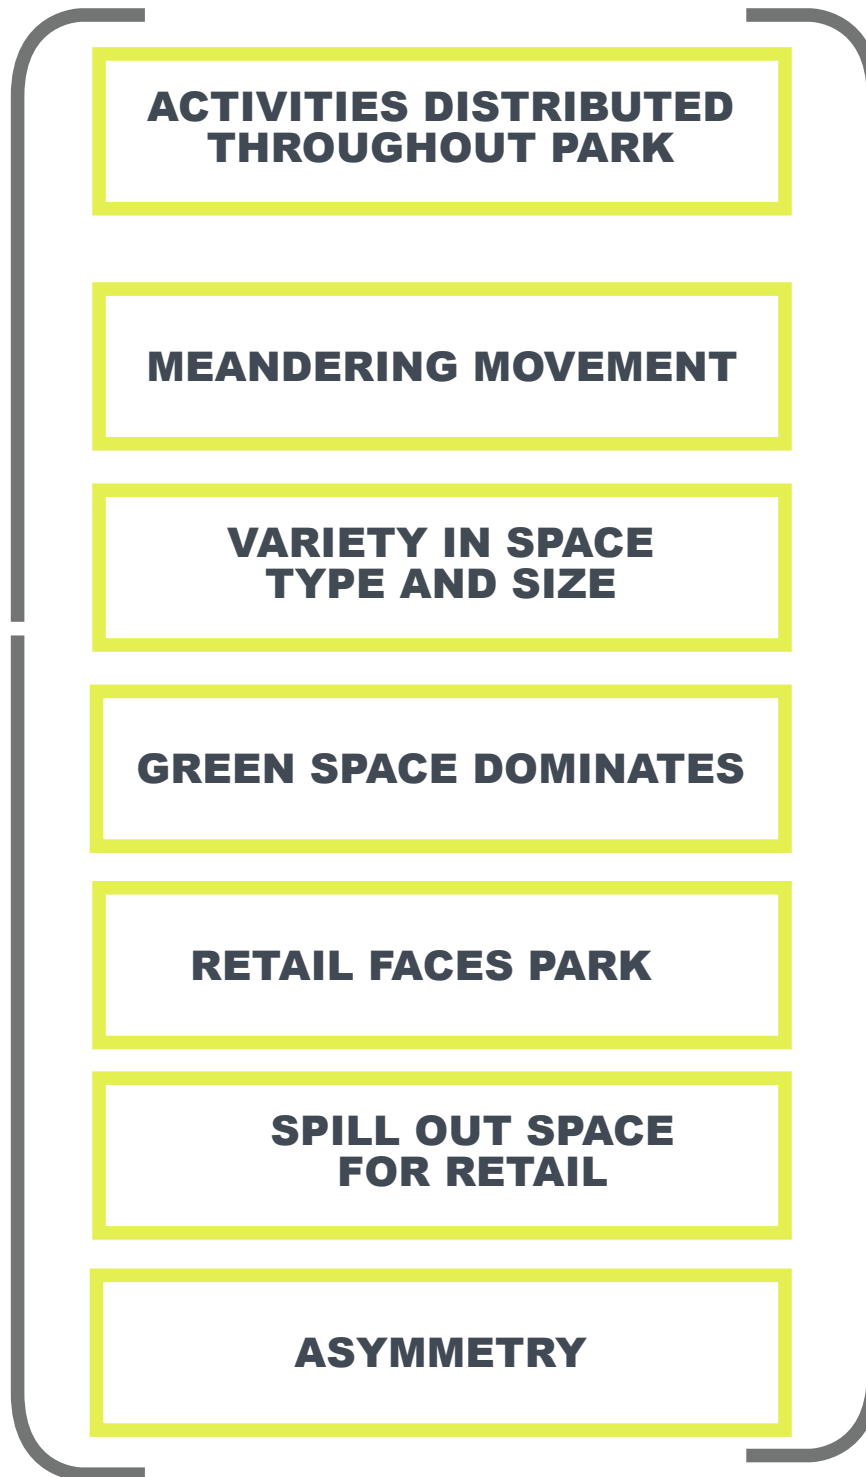 ACTIVITIES DISTRIBUTED
THROUGHOUT PARK
MEANDERING MOVEMENT
VARIETY IN SPACE
TYPE AND SIZE
GREEN SPACE DOMINATES
RETAIL FACES PARK
SPILL OUT SPACE
FOR RETAIL
ASYMMETRY